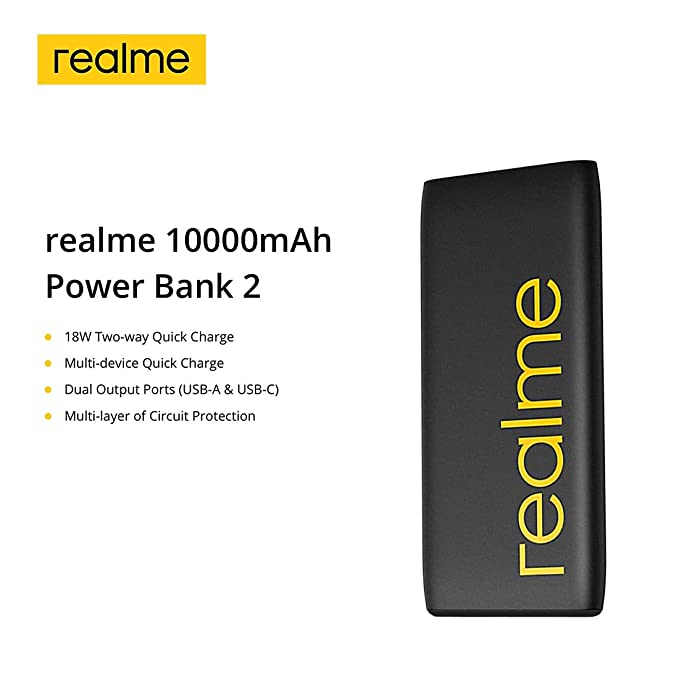 realme
realme 10000mAh
Power Bank 2
18W Two-way Quick Charge
Multi-device Quick Charge
Dual Output Ports (USB-A & USB-C)
Multi-layer of Circuit Protection
realme